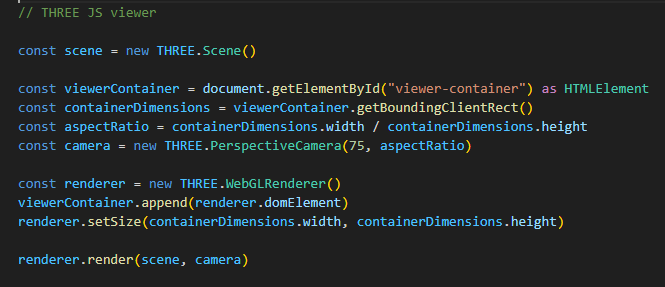 // THREE JS viewer
const scene = new THREE.Scene()
const viewerContainer = document.getElementById("viewer-container") as HTMLElement
const containerDimensions = viewerContainer.getBoundingClientRect()
const aspectRatio = containerDimensions.width / containerDimensions.height
const camera = new THREE.PerspectiveCamera(75, aspectRatio)
const renderer = new THREE.WebGLRenderer()
viewerContainer.append(renderer.domElement)
renderer.setSize(containerDimensions.width, containerDimensions.height)
renderer.render(scene, camera)